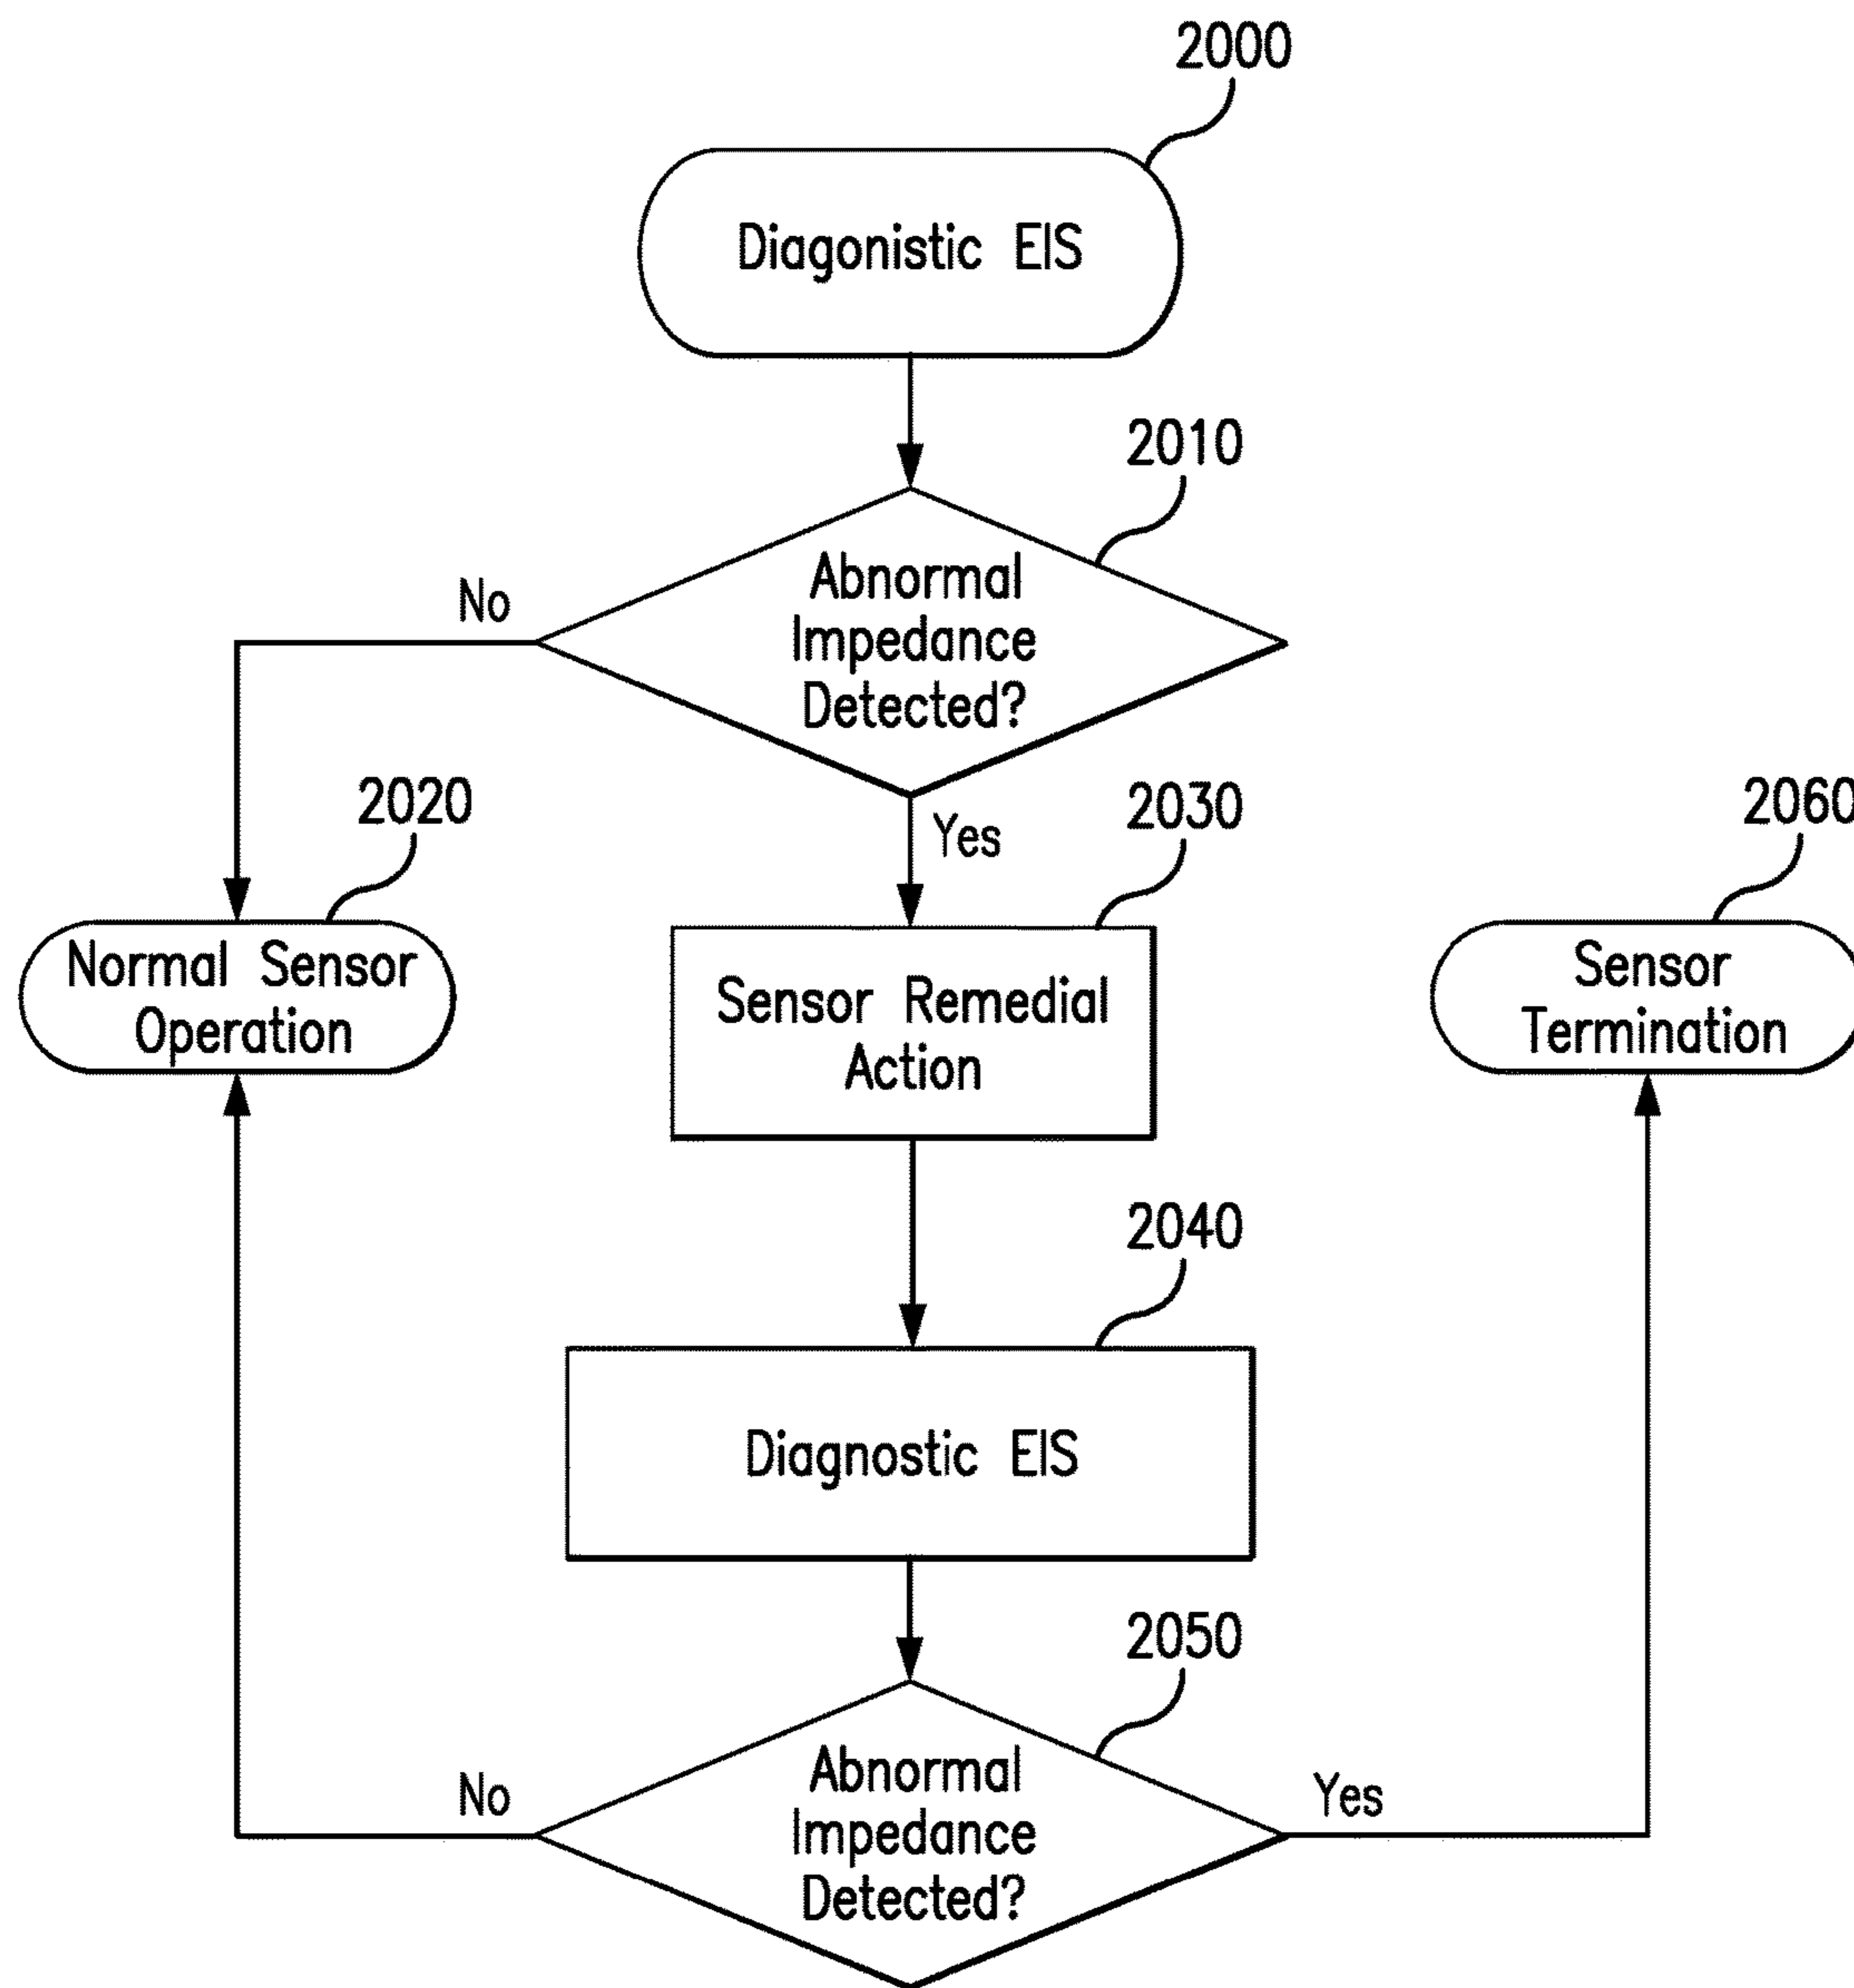 2000
Diagonistic EIS
2010
Abnormal
Impedance
Detected?
No
Yes
2020
2030
2060
Normal Sensor
Operation
Sensor Remedial
Action
Sensor
Termination
2040
Diagnostic EIS
2050
Abnormal
Impedance
Detected?
No
Yes